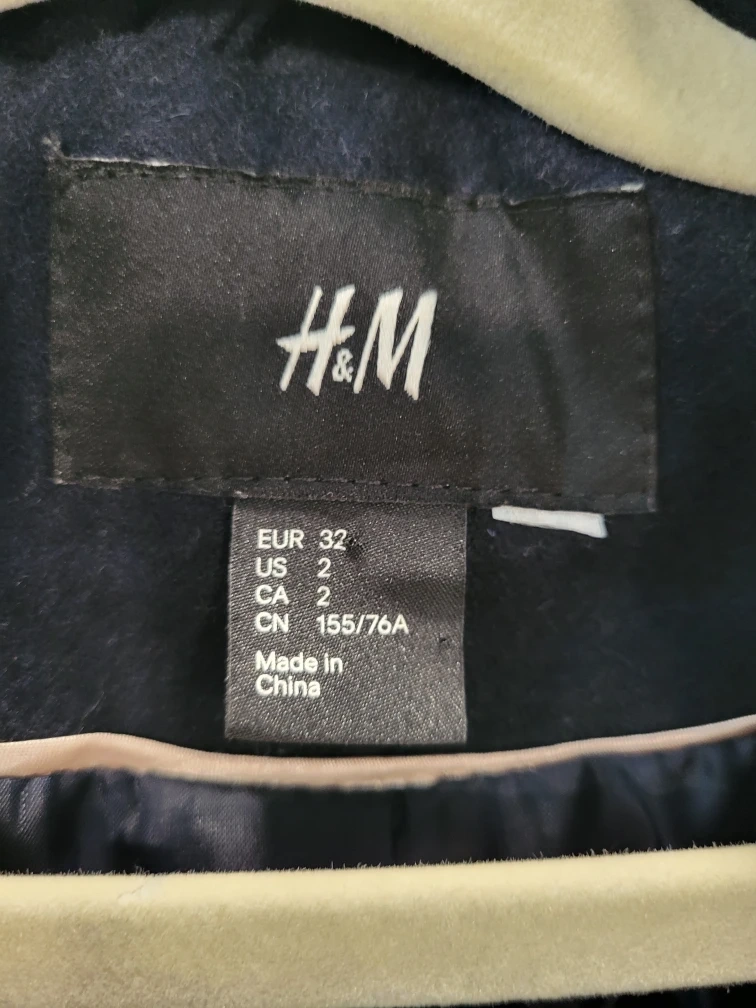 H&M
EUR 32
US 2
CA 2
CN 155/76A
Made in
China